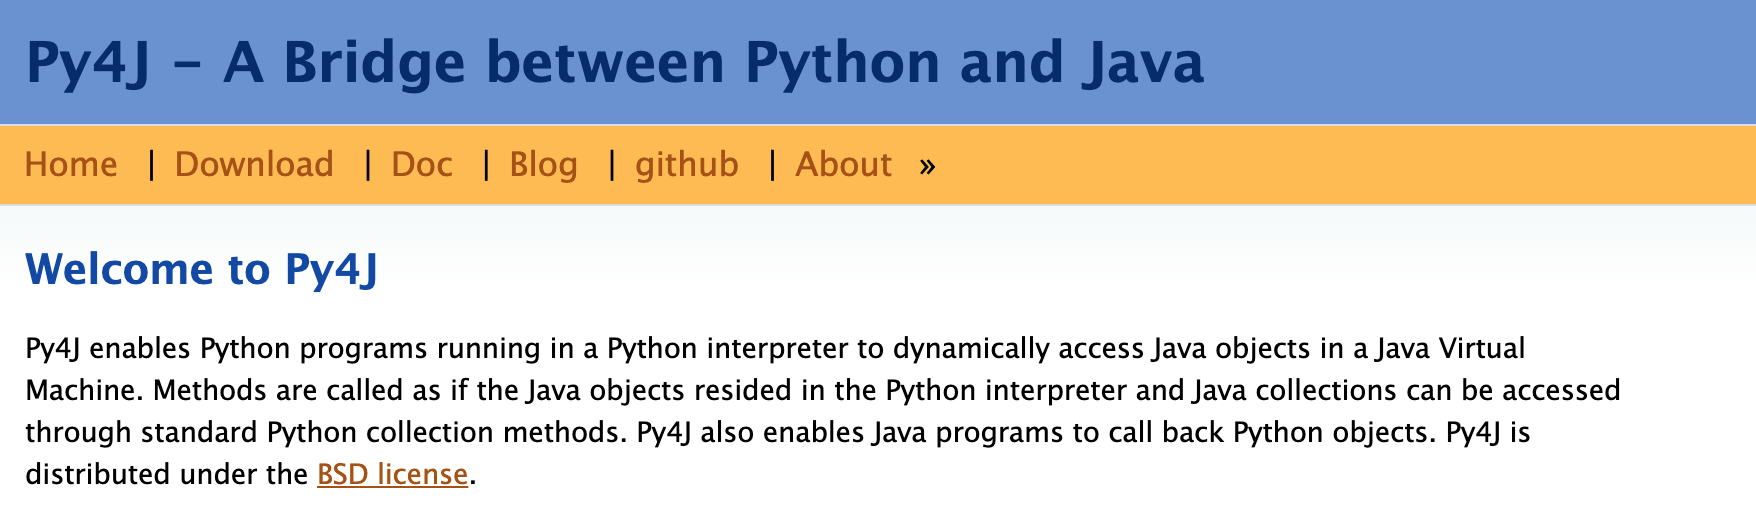 Py4J – A Bridge between Python and Java
Home | Download | Doc | Blog | github | About »
Welcome to Py4J
Py4J enables Python programs running in a Python interpreter to dynamically access Java objects in a Java Virtual
Machine. Methods are called as if the Java objects resided in the Python interpreter and Java collections can be accessed
through standard Python collection methods. Py4J also enables Java programs to call back Python objects. Py4J is
distributed under the BSD license.